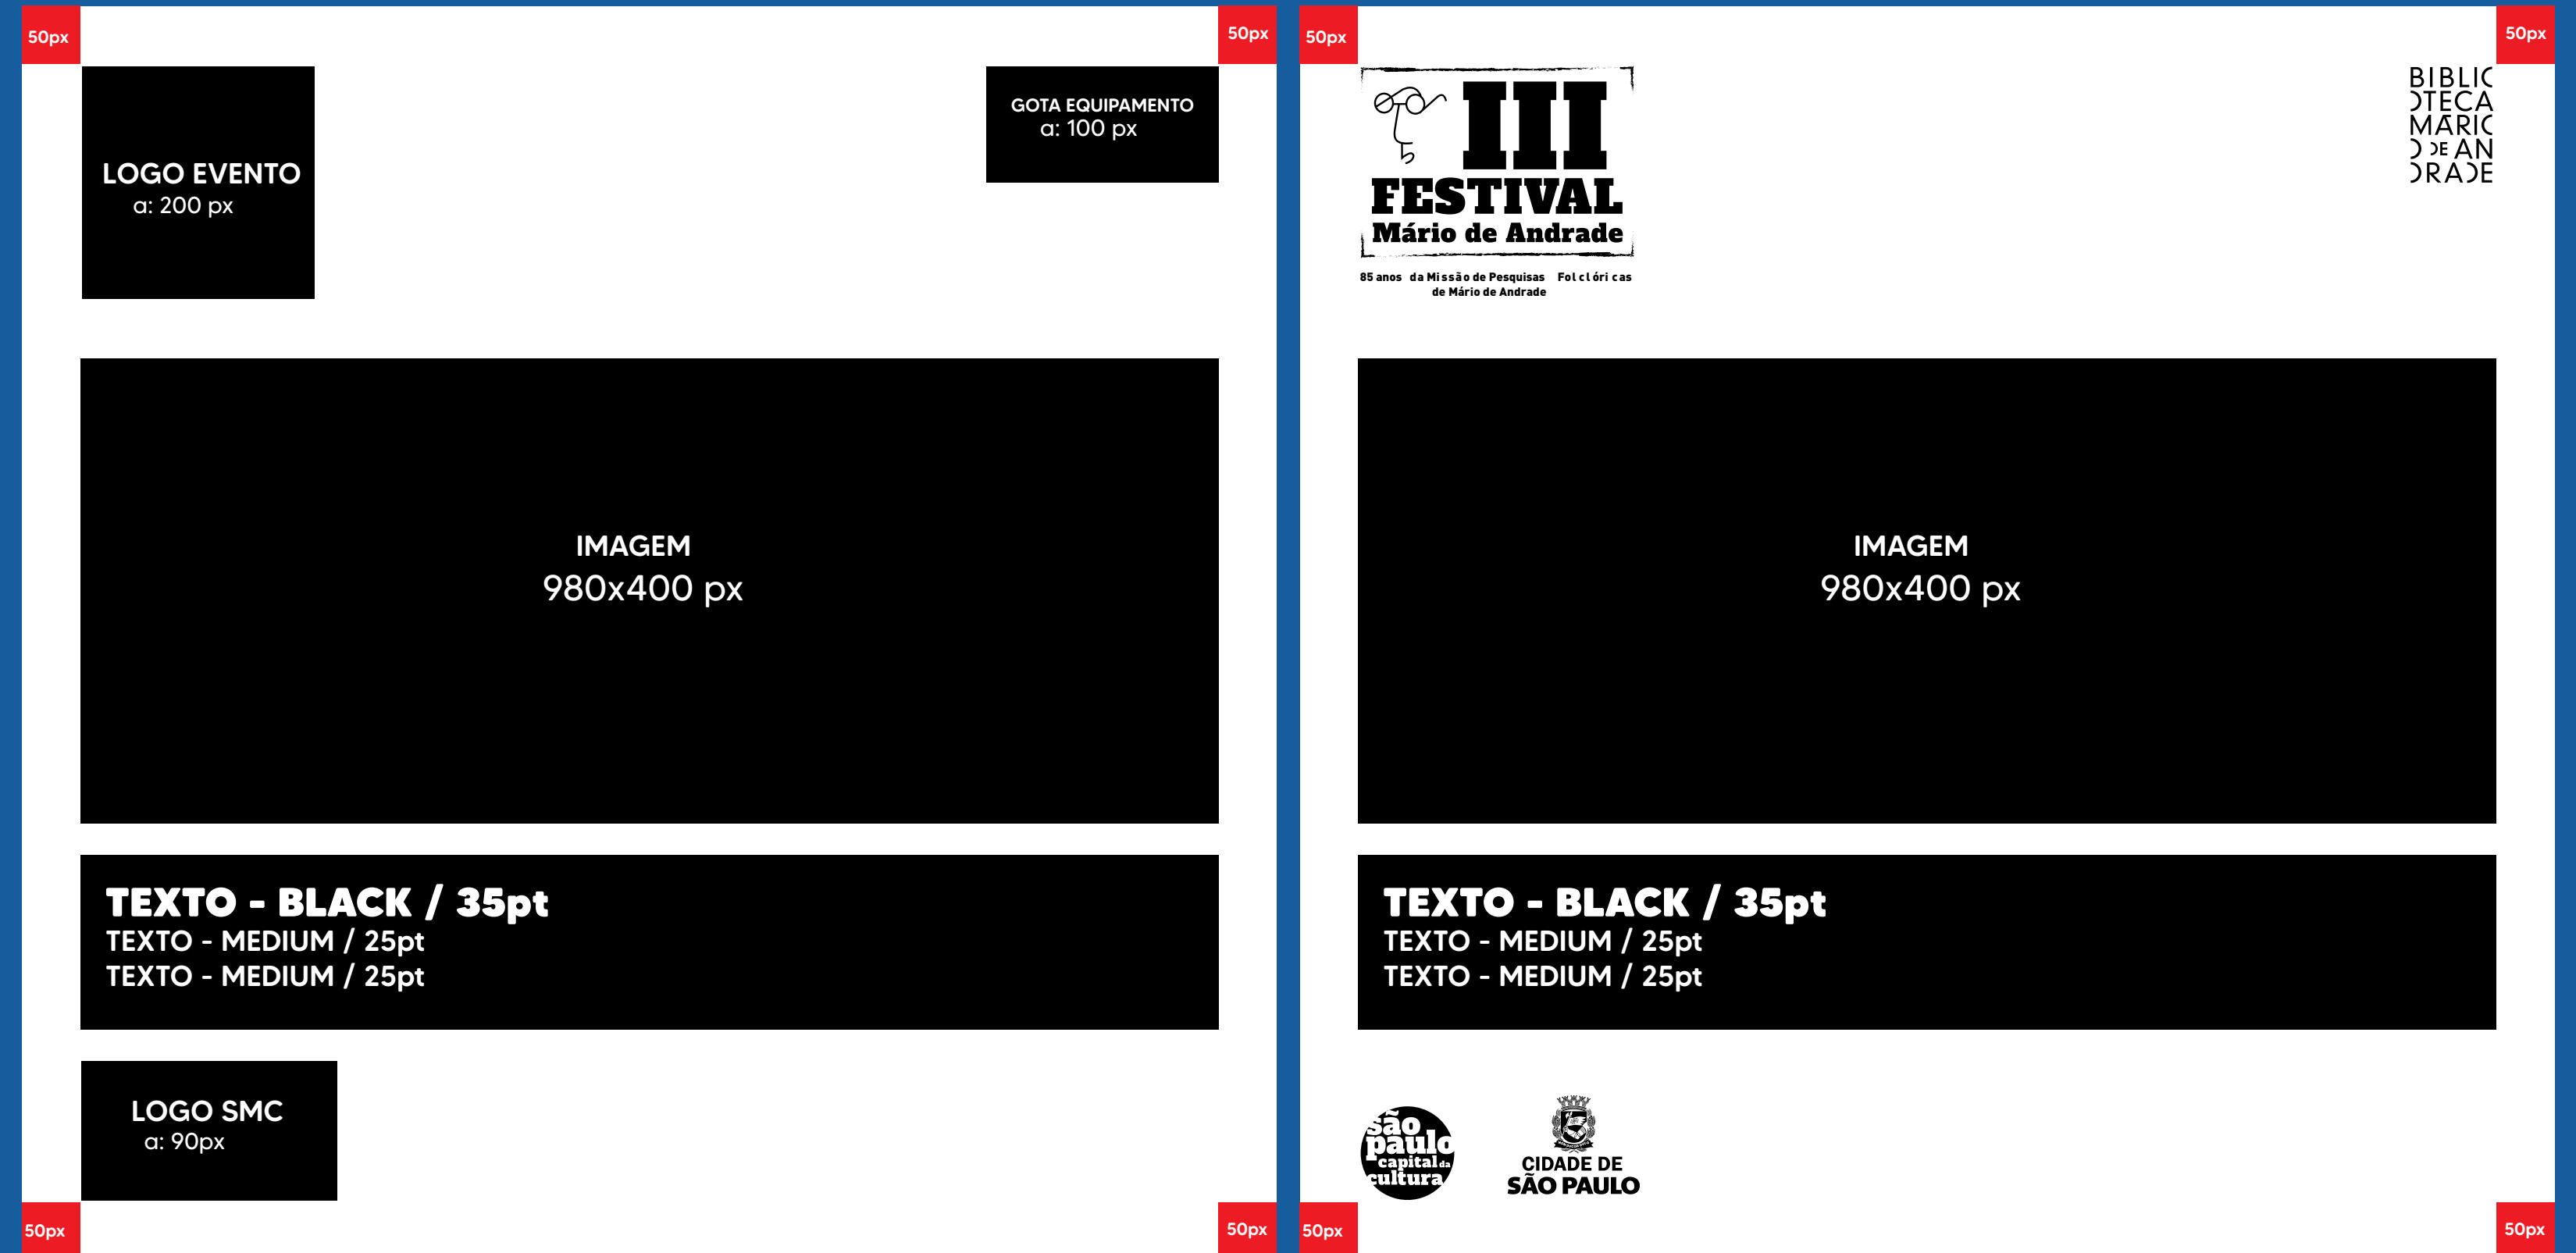 50px
50px
LOGO EVENTO
a: 200 px
GOTA EQUIPAMENTO
a: 100 px
IMAGEM
980x400 px
TEXTO - BLACK / 35pt
TEXTO - MEDIUM / 25pt
TEXTO - MEDIUM / 25pt
LOGO SMC
a: 90px
50px
50px
50px
50px
III
FESTIVAL
Mário de Andrade
85 anos da Missão de Pesquisas Folclóricas
de Mário de Andrade
BIBLIO
OTECA
MÁRIO
O DE AN
DRADE
IMAGEM
980x400 px
TEXTO - BLACK / 35pt
TEXTO - MEDIUM / 25pt
TEXTO - MEDIUM / 25pt
são
paulo
capital da
cultura
CIDADE DE
SÃO PAULO
50px
50px